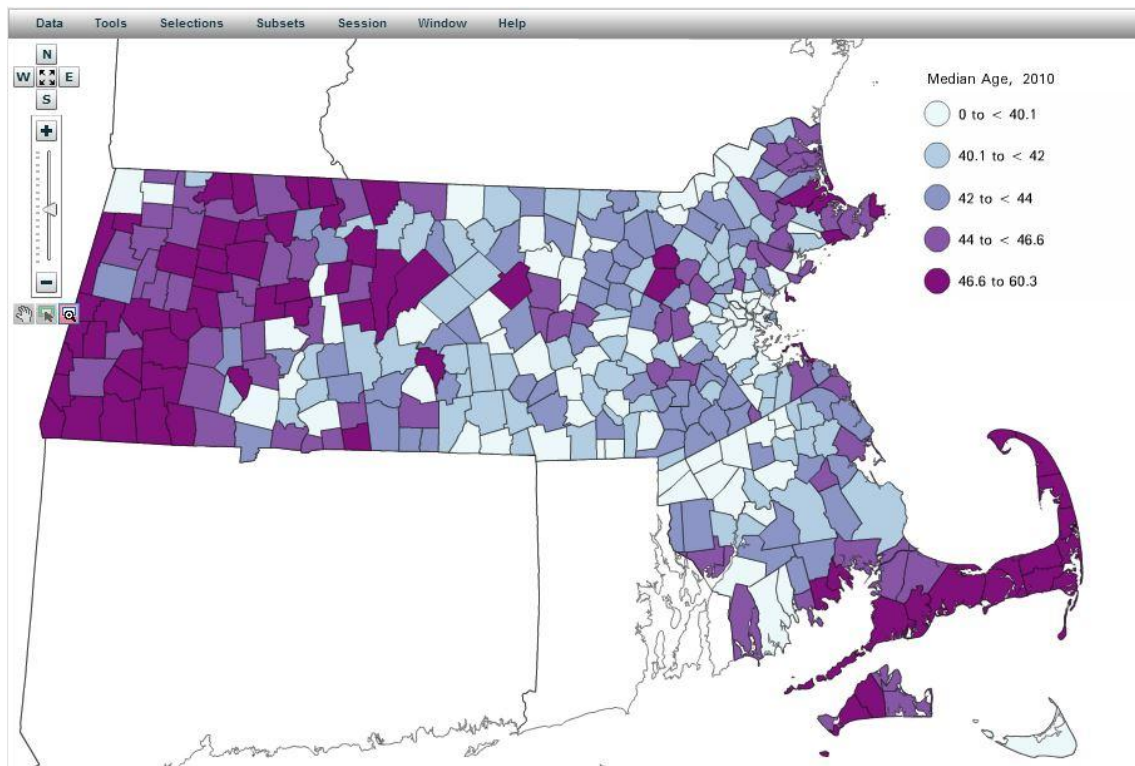 Data Tools Selections Subsets Session Window Help
N
W E
S
+
−
Median Age, 2010
0 to < 40.1
40.1 to < 42
42 to < 44
44 to < 46.6
46.6 to 60.3